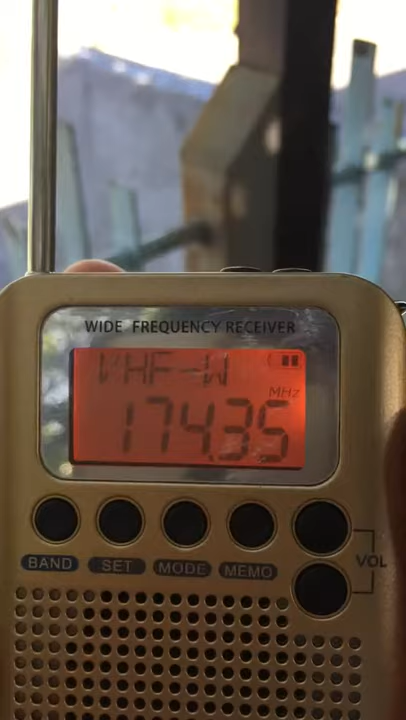 WIDE FREQUENCY RECEIVER
VHF-W
MHz
174.35
BAND SET MODE MEMO
VOL